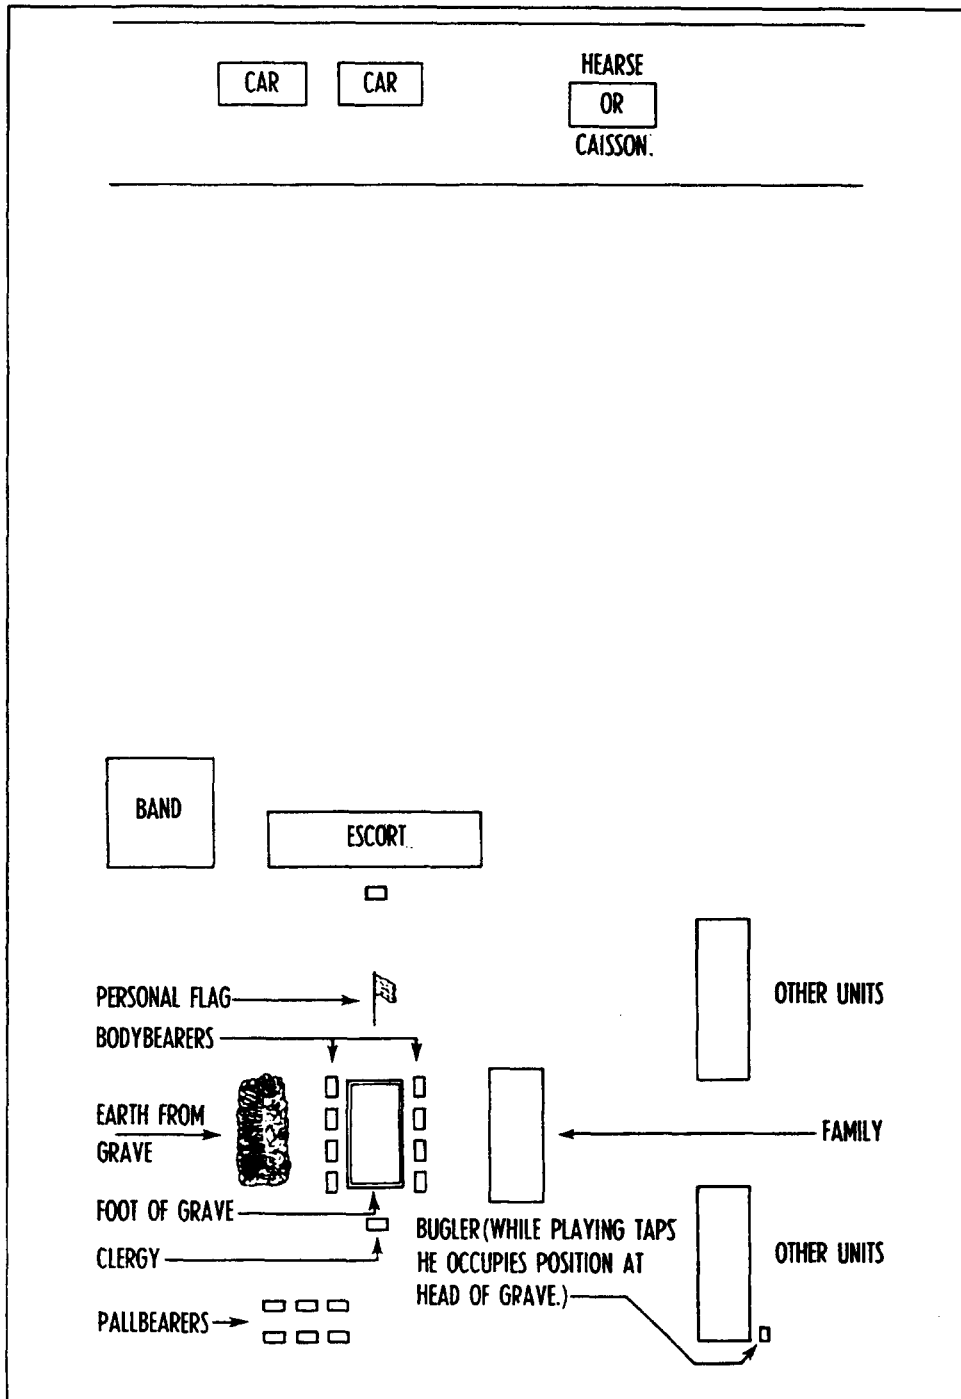 CAR
CAR
HEARSE
OR
CAISSON.
BAND
ESCORT
PERSONAL FLAG
BODYBEARERS
OTHER UNITS
EARTH FROM
GRAVE
FAMILY
FOOT OF GRAVE
CLERGY
BUGLER (WHILE PLAYING TAPS
HE OCCUPIES POSITION AT
HEAD OF GRAVE.)
OTHER UNITS
PALLBEARERS